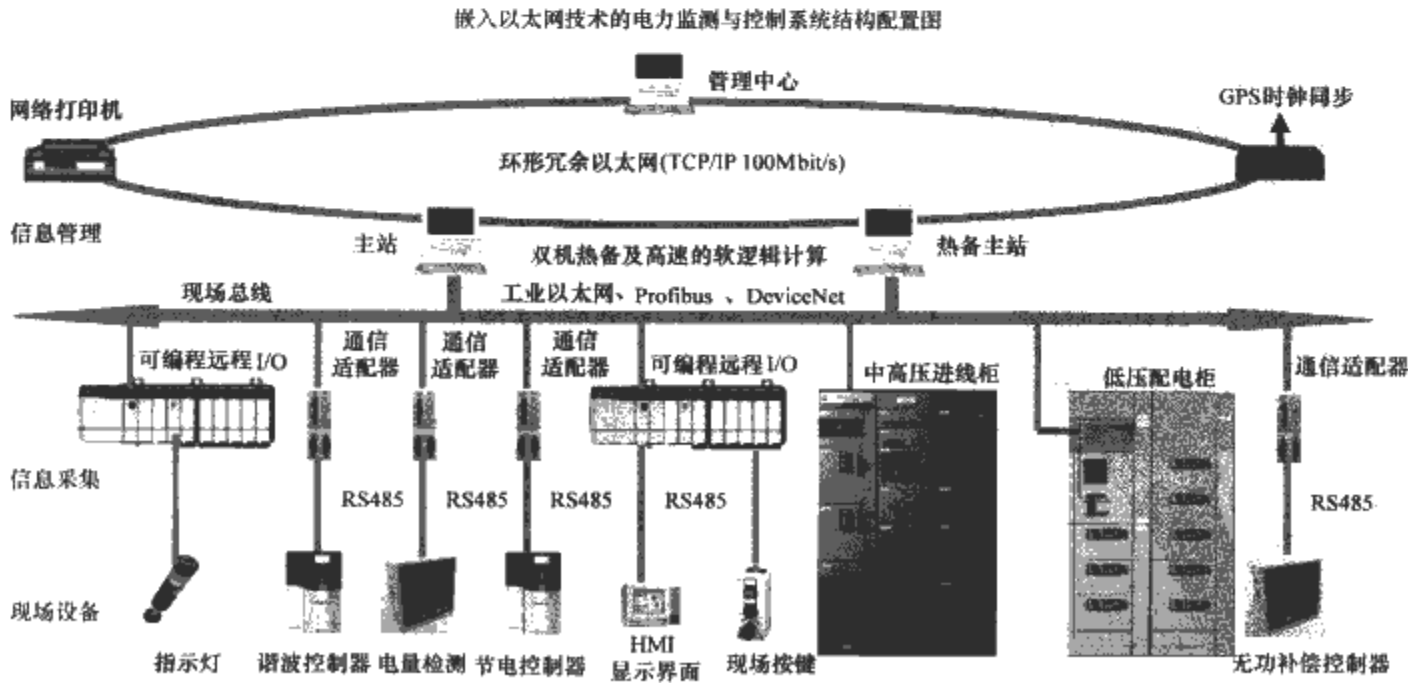 嵌入以太网技术的电力监测与控制系统结构配置图
管理中心
网络打印机
GPS时钟同步
环形冗余以太网(TCP/IP 100Mbit/s)
信息管理
主站
热备主站
双机热备及高速的软逻辑计算
现场总线
工业以太网、Profibus 、DeviceNet
可编程远程I/O
通信
适配器
通信
适配器
通信
适配器
可编程远程I/O
中高压进线柜
低压配电柜
通信适配器
信息采集
RS485
RS485
RS485
RS485
RS485
现场设备
指示灯
谐波控制器
电量检测
节电控制器
HMI
显示界面
现场按键
无功补偿控制器